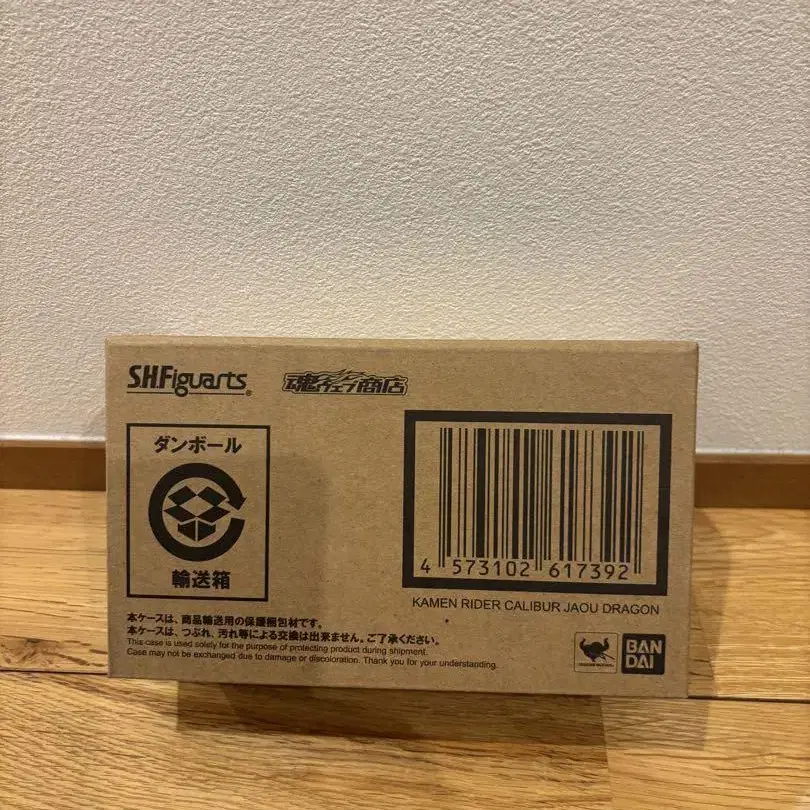 S.H.Figuarts®
魂ウェブ商店
ダンボール
輸送箱
4 573102 617392
KAMEN RIDER CALIBUR JAOU DRAGON
本ケースは、商品輸送用の保護梱包材です。
本ケースは、つぶれ、汚れ等による交換は出来ません。ご了承ください。
This case is used solely for the purpose of protecting product during shipment.
Case may not be exchanged due to damage or discoloration. Thank you for your understanding.
BAN
DAI